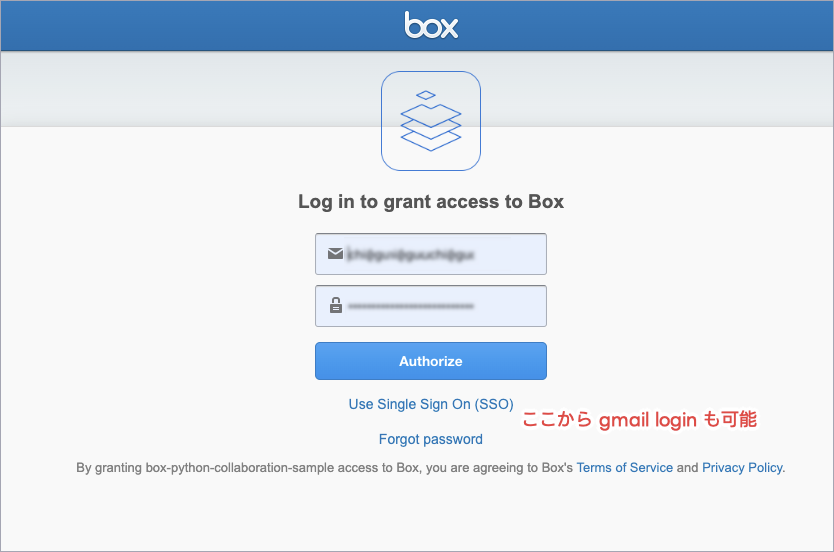 box
Log in to grant access to Box
Authorize
Use Single Sign On (SSO)
ここから gmail login も可能
Forgot password
By granting box-python-collaboration-sample access to Box, you are agreeing to Box's Terms of Service and Privacy Policy.